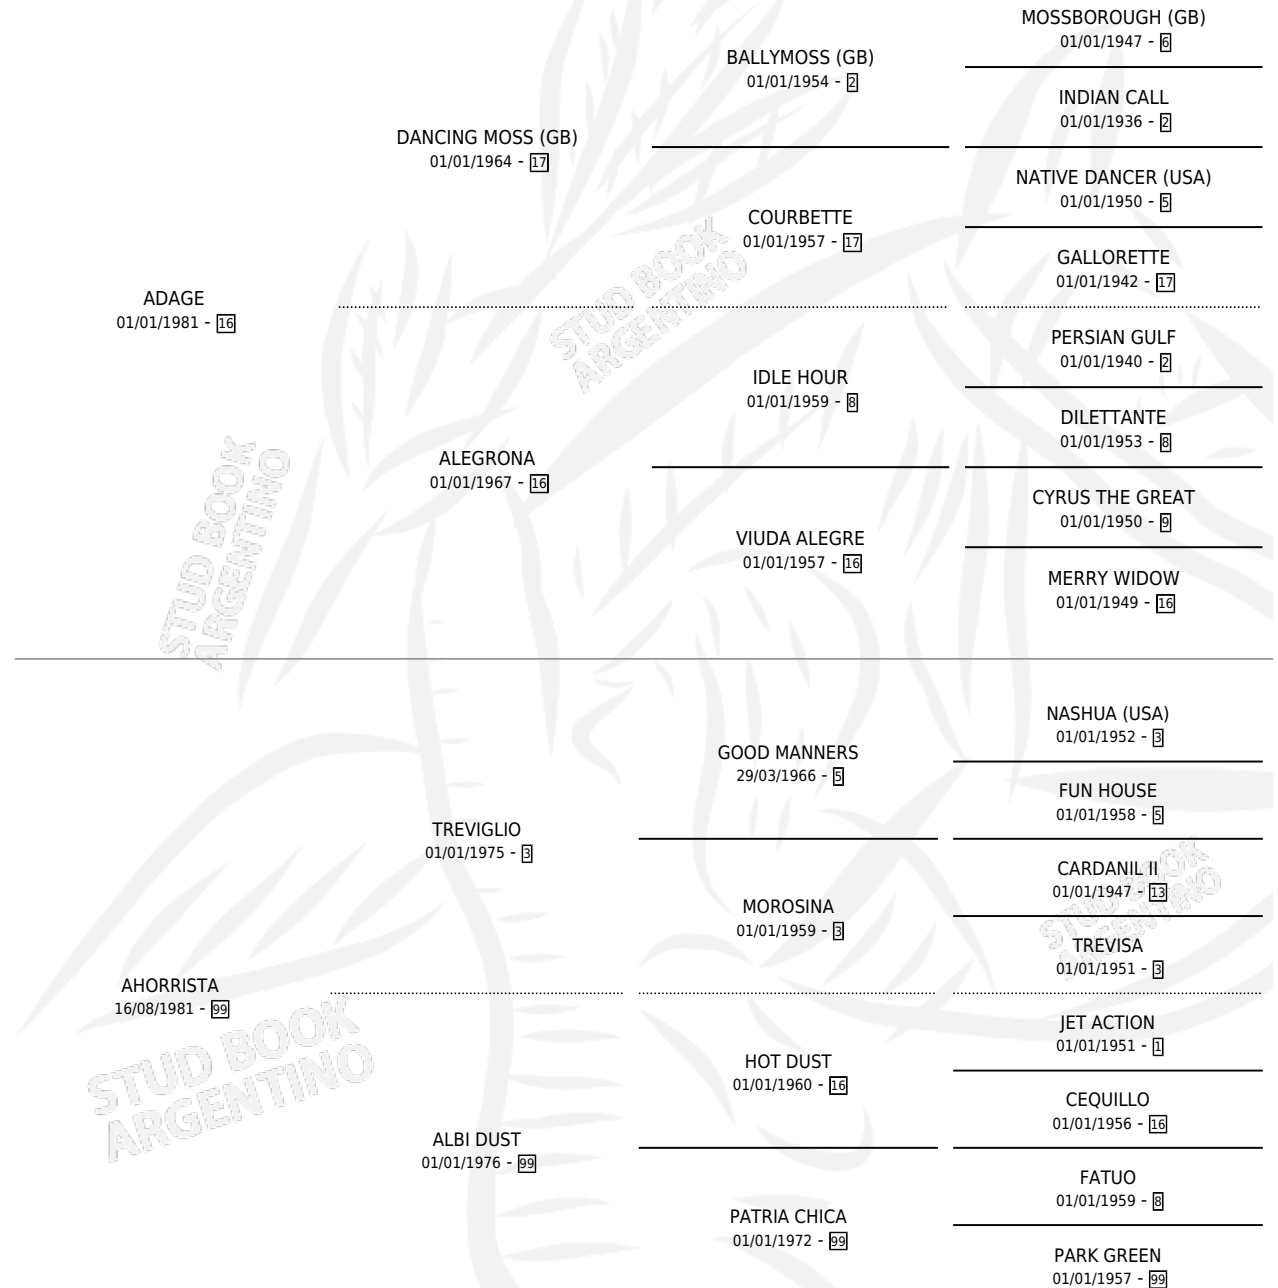 MOSSBOROUGH (GB)
01/01/1947 - 6
BALLYMOSS (GB)
01/01/1954 - 2
INDIAN CALL
01/01/1936 - 2
DANCING MOSS (GB)
01/01/1964 - 17
NATIVE DANCER (USA)
01/01/1950 - 5
COURBETTE
01/01/1957 - 17
GALLORETTE
01/01/1942 - 17
ADAGE
01/01/1981 - 16
PERSIAN GULF
01/01/1940 - 2
IDLE HOUR
01/01/1959 - 8
DILETTANTE
01/01/1953 - 8
ALEGRONA
01/01/1967 - 16
CYRUS THE GREAT
01/01/1950 - 9
VIUDA ALEGRE
01/01/1957 - 16
MERRY WIDOW
01/01/1949 - 16
STUD BOOK
ARGENTINO
STUD BOOK
ARGENTINO
NASHUA (USA)
01/01/1952 - 3
GOOD MANNERS
29/03/1966 - 5
FUN HOUSE
01/01/1958 - 5
TREVIGLIO
01/01/1975 - 3
CARDANIL II
01/01/1947 - 13
MOROSINA
01/01/1959 - 3
TREVISA
01/01/1951 - 3
AHORRISTA
16/08/1981 - 99
JET ACTION
01/01/1951 - 1
HOT DUST
01/01/1960 - 16
CEQUILLO
01/01/1956 - 16
ALBI DUST
01/01/1976 - 99
FATUO
01/01/1959 - 8
PATRIA CHICA
01/01/1972 - 99
PARK GREEN
01/01/1957 - 99
STUD BOOK
ARGENTINO
STUD BOOK
ARGENTINO